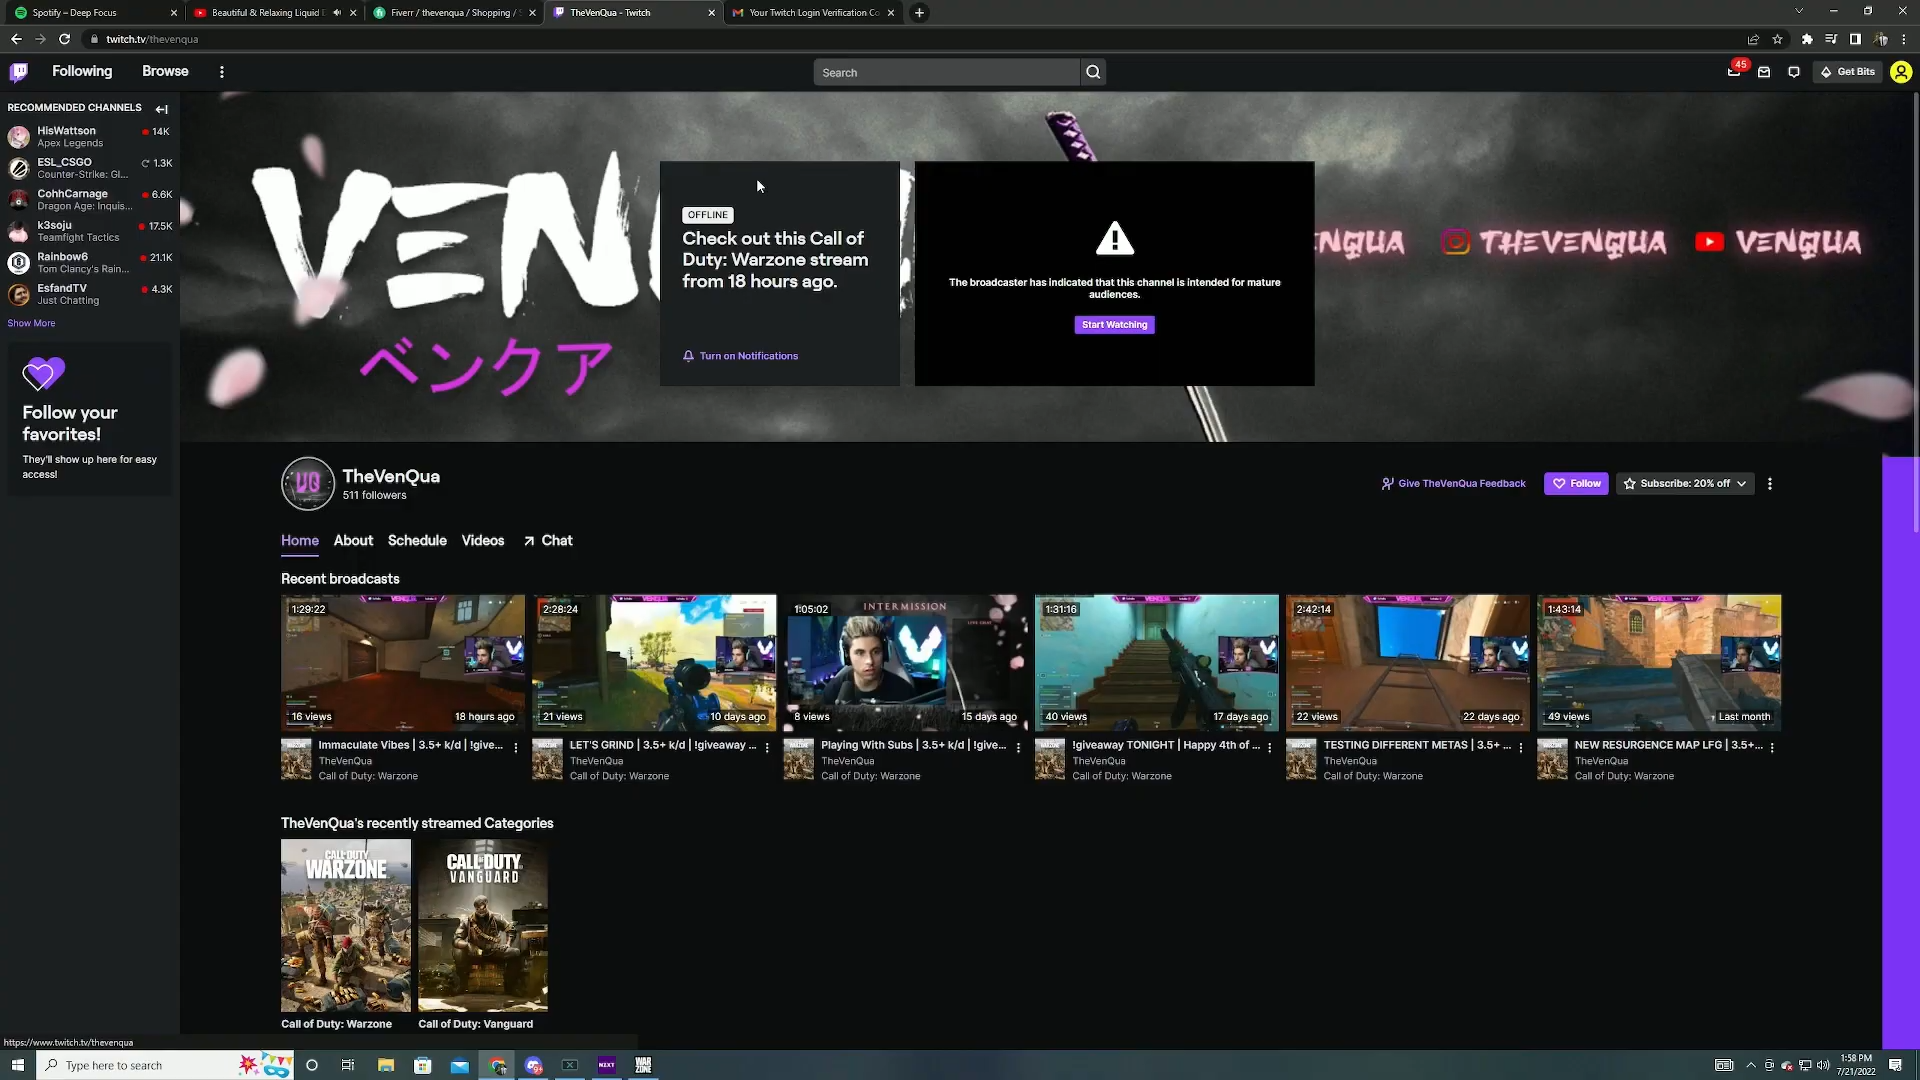 Spotify – Deep Focus
Beautiful & Relaxing Liquid D
Fiverr / thevenqua / Shopping /
TheVenQua - Twitch
Your Twitch Login Verification Co
twitch.tv/thevenqua
Following
Browse
Search
45
Get Bits
RECOMMENDED CHANNELS
HisWattson
14K
Apex Legends
ESL_CSGO
1.3K
Counter-Strike: Gl...
CohhCarnage
6.6K
Dragon Age: Inquis...
k3soju
17.5K
Teamfight Tactics
Rainbow6
21.1K
Tom Clancy's Rain...
EsfandTV
4.3K
Just Chatting
Show More
Follow your
favorites!
They'll show up here for easy
access!
VEN
ベンクア
OFFLINE
Check out this Call of
Duty: Warzone stream
from 18 hours ago.
Turn on Notifications
The broadcaster has indicated that this channel is intended for mature
audiences.
Start Watching
NQUA
THEVENQUA
VENQUA
VQ
TheVenQua
511 followers
Give TheVenQua Feedback
Follow
Subscribe: 20% off
Home
About
Schedule
Videos
Chat
Recent broadcasts
1:29:22
16 views
18 hours ago
Immaculate Vibes | 3.5+ k/d | !give...
TheVenQua
Call of Duty: Warzone
2:28:24
21 views
10 days ago
LET'S GRIND | 3.5+ k/d | !giveaway ...
TheVenQua
Call of Duty: Warzone
1:05:02
INTERMISSION
8 views
15 days ago
Playing With Subs | 3.5+ k/d | !give...
TheVenQua
Call of Duty: Warzone
1:31:16
40 views
17 days ago
!giveaway TONIGHT | Happy 4th of ...
TheVenQua
Call of Duty: Warzone
2:42:14
22 views
22 days ago
TESTING DIFFERENT METAS | 3.5+ ...
TheVenQua
Call of Duty: Warzone
1:43:14
49 views
Last month
NEW RESURGENCE MAP LFG | 3.5+...
TheVenQua
Call of Duty: Warzone
TheVenQua's recently streamed Categories
CALL OF DUTY
WARZONE
CALL OF DUTY
VANGUARD
Call of Duty: Warzone
Call of Duty: Vanguard
https://www.twitch.tv/thevenqua
Type here to search
NZXT
WAR
ZONE
1:58 PM
7/21/2022